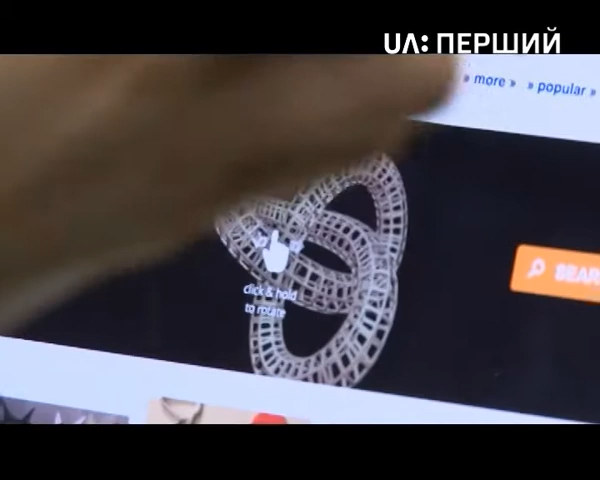 UA: ПЕРШИЙ
» more » » popular »
click & hold
to rotate